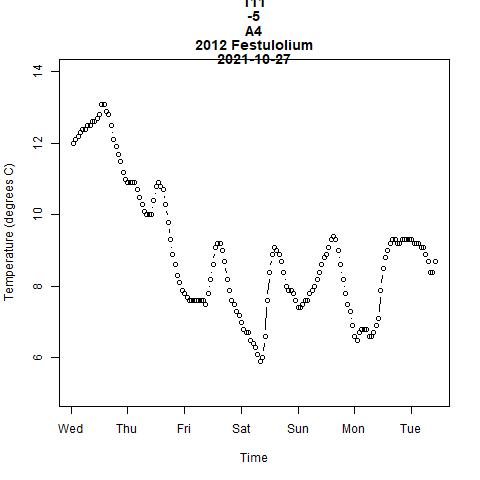 T11
-5
A4
2012 Festulolium
2021-10-27
14
12
10
8
6
Temperature (degrees C)
Wed Thu Fri Sat Sun Mon Tue
Time